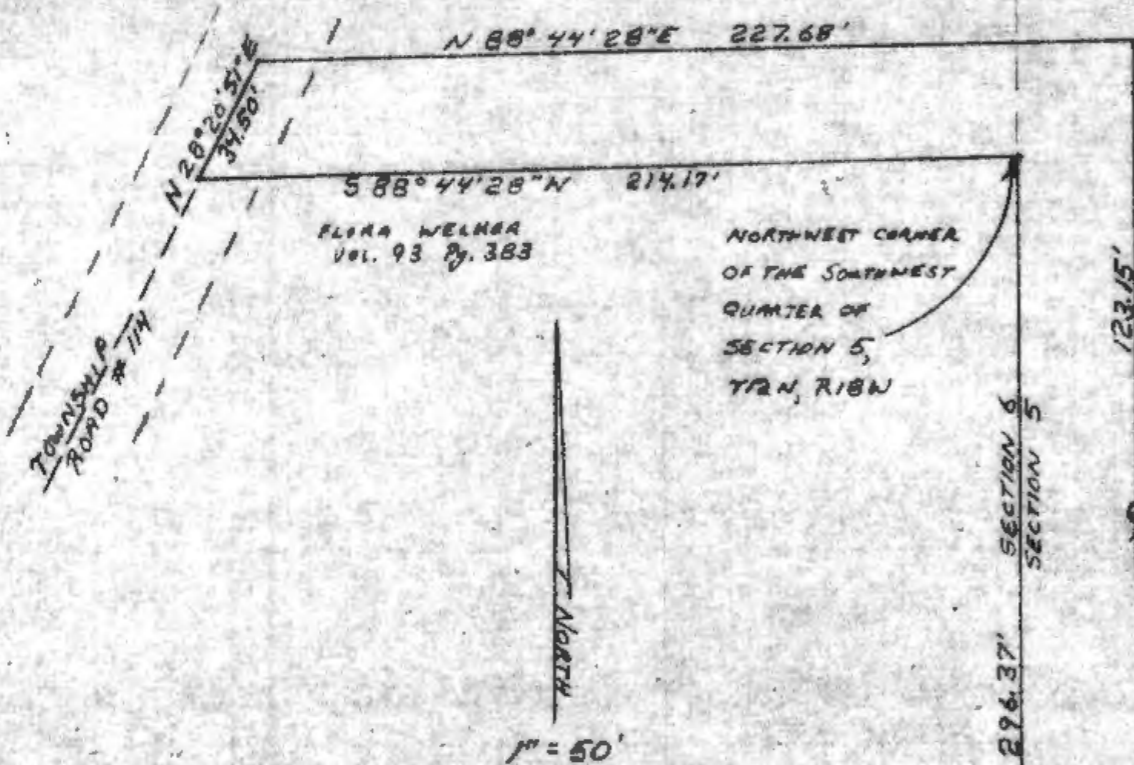 N 88° 44' 28" E 227.68'
N 28° 20' 51" E
34.50'
S 88° 44' 28" W 214.17'
FLORA WELKER
VOL. 93 Pg. 383
NORTHWEST CORNER
OF THE SOUTHWEST
QUARTER OF
SECTION 5,
T12N, R18W
123.15'
TOWNSHIP
ROAD # 114
SECTION 6
SECTION 5
296.37'
NORTH
1" = 50'